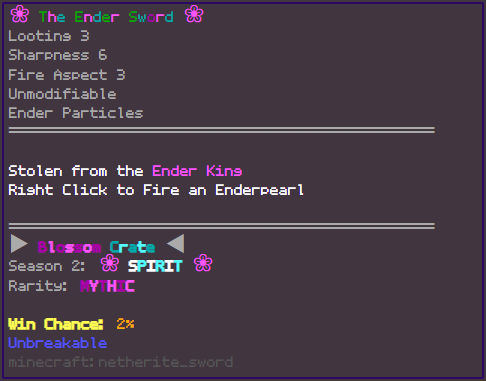 ❀ The Ender Sword ❀
Looting 3
Sharpness 6
Fire Aspect 3
Unmodifiable
Ender Particles
Stolen from the Ender King
Right Click to Fire an Enderpearl
▶ Blossom Crate ◀
Season 2: ❀ SPIRIT ❀
Rarity: MYTHIC
Win Chance: 2%
Unbreakable
minecraft:netherite_sword